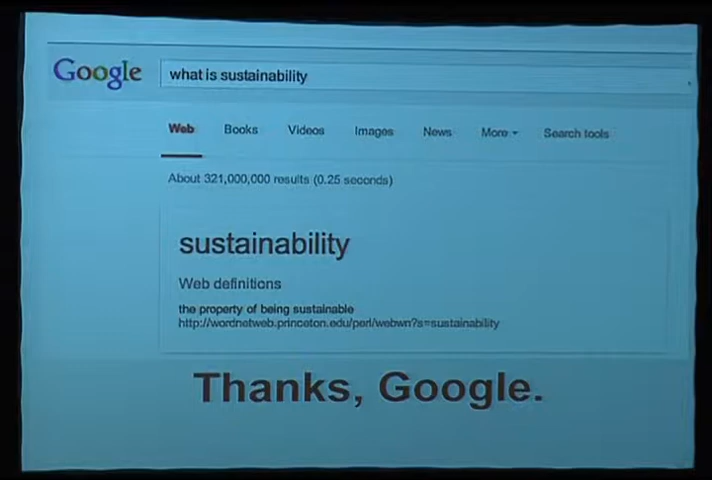 Google what is sustainability
Web Books Videos Images News More Search tools
About 321,000,000 results (0.25 seconds)
sustainability
Web definitions
the property of being sustainable
http://wordnetweb.princeton.edu/perl/webwn?s=sustainability
Thanks, Google.